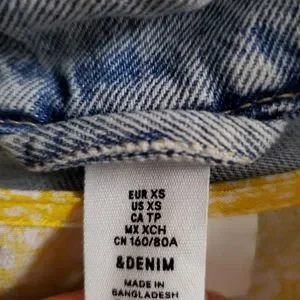 EUR XS
US XS
CA TP
MX XCH
CN 160/80A
&DENIM
MADE IN
BANGLADESH